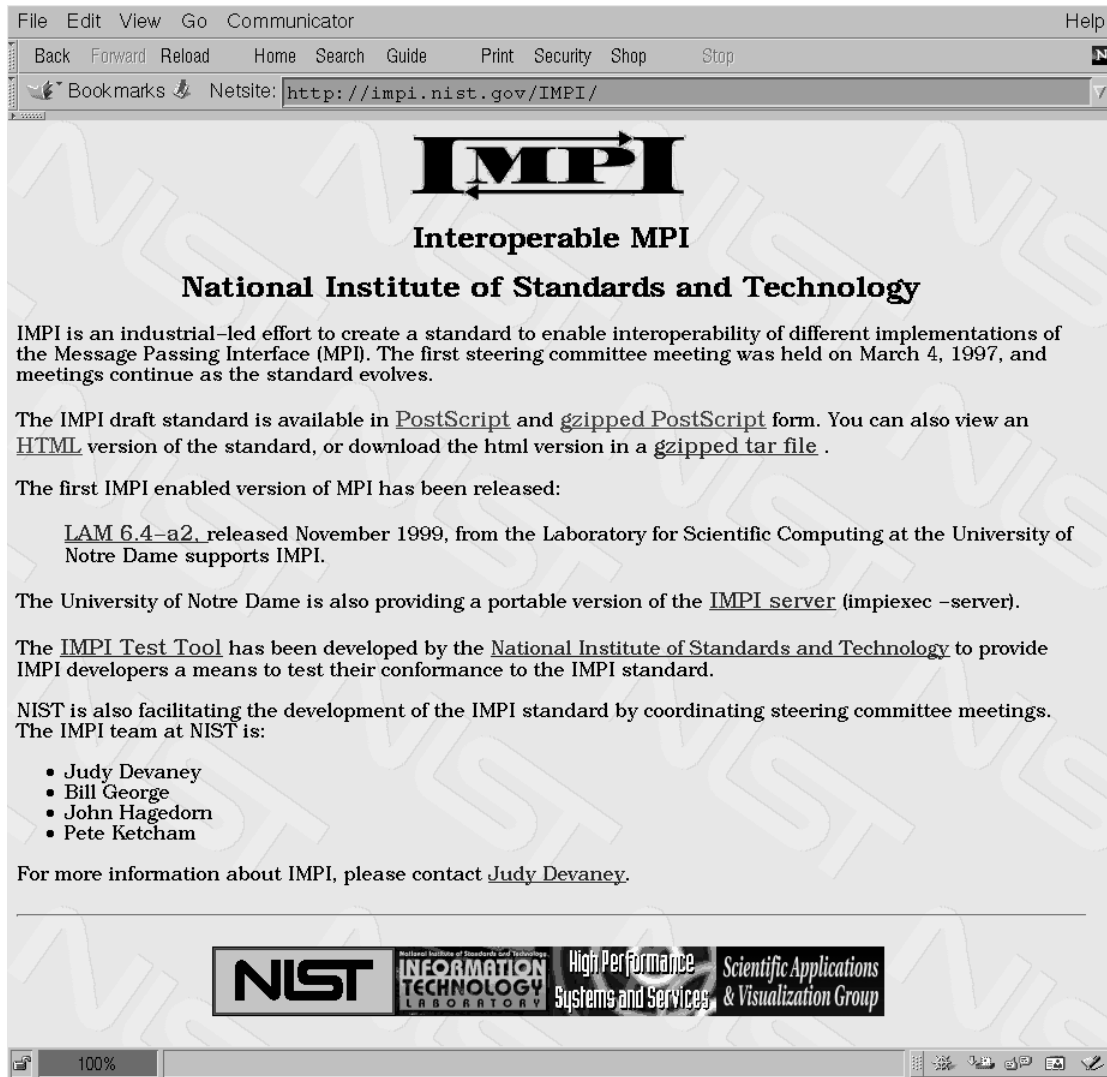 File Edit View Go Communicator Help
Back Forward Reload Home Search Guide Print Security Shop Stop
N
Bookmarks Netsite: http://impi.nist.gov/IMPI/
IMPI
Interoperable MPI
National Institute of Standards and Technology
IMPI is an industrial-led effort to create a standard to enable interoperability of different implementations of
the Message Passing Interface (MPI). The first steering committee meeting was held on March 4, 1997, and
meetings continue as the standard evolves.
The IMPI draft standard is available in PostScript and gzipped PostScript form. You can also view an
HTML version of the standard, or download the html version in a gzipped tar file .
The first IMPI enabled version of MPI has been released:
LAM 6.4-a2, released November 1999, from the Laboratory for Scientific Computing at the University of
Notre Dame supports IMPI.
The University of Notre Dame is also providing a portable version of the IMPI server (impiexec -server).
The IMPI Test Tool has been developed by the National Institute of Standards and Technology to provide
IMPI developers a means to test their conformance to the IMPI standard.
NIST is also facilitating the development of the IMPI standard by coordinating steering committee meetings.
The IMPI team at NIST is:
• Judy Devaney
• Bill George
• John Hagedorn
• Pete Ketcham
For more information about IMPI, please contact Judy Devaney.
NIST
National Institute of Standards and Technology
INFORMATION
TECHNOLOGY
LABORATORY
High Performance
Systems and Services
Scientific Applications
& Visualization Group
100%